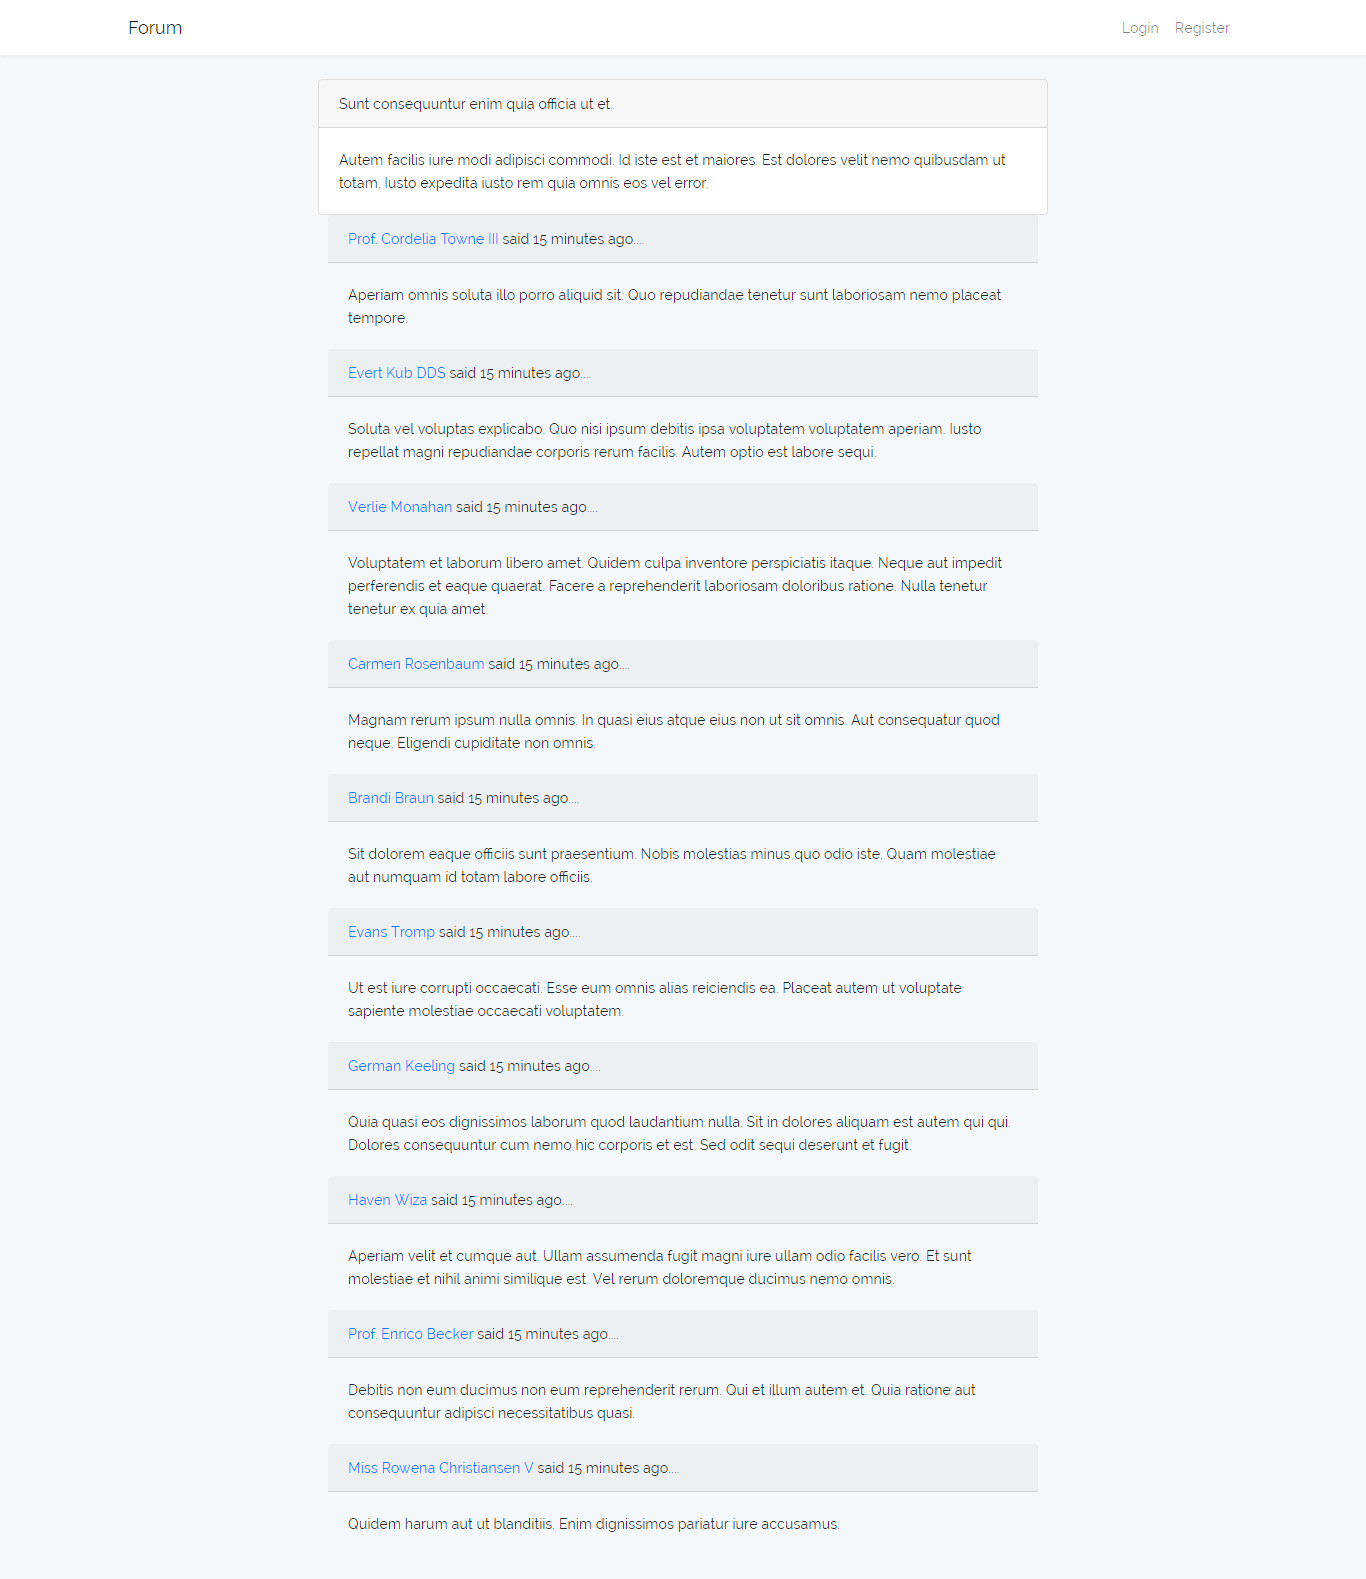 Forum
Login Register
Sunt consequuntur enim quia officia ut et.
Autem facilis iure modi adipisci commodi. Id iste est et maiores. Est dolores velit nemo quibusdam ut
totam. Iusto expedita iusto rem quia omnis eos vel error.
Prof. Cordelia Towne III said 15 minutes ago....
Aperiam omnis soluta illo porro aliquid sit. Quo repudiandae tenetur sunt laboriosam nemo placeat
tempore.
Evert Kub DDS said 15 minutes ago....
Soluta vel voluptas explicabo. Quo nisi ipsum debitis ipsa voluptatem voluptatem aperiam. Iusto
repellat magni repudiandae corporis rerum facilis. Autem optio est labore sequi.
Verlie Monahan said 15 minutes ago....
Voluptatem et laborum libero amet. Quidem culpa inventore perspiciatis itaque. Neque aut impedit
perferendis et eaque quaerat. Facere a reprehenderit laboriosam doloribus ratione. Nulla tenetur
tenetur ex quia amet.
Carmen Rosenbaum said 15 minutes ago....
Magnam rerum ipsum nulla omnis. In quasi eius atque eius non ut sit omnis. Aut consequatur quod
neque. Eligendi cupiditate non omnis.
Brandi Braun said 15 minutes ago....
Sit dolorem eaque officiis sunt praesentium. Nobis molestias minus quo odio iste. Quam molestiae
aut numquam id totam labore officiis.
Evans Tromp said 15 minutes ago....
Ut est iure corrupti occaecati. Esse eum omnis alias reiciendis ea. Placeat autem ut voluptate
sapiente molestiae occaecati voluptatem.
German Keeling said 15 minutes ago....
Quia quasi eos dignissimos laborum quod laudantium nulla. Sit in dolores aliquam est autem qui qui.
Dolores consequuntur cum nemo hic corporis et est. Sed odit sequi deserunt et fugit.
Haven Wiza said 15 minutes ago....
Aperiam velit et cumque aut. Ullam assumenda fugit magni iure ullam odio facilis vero. Et sunt
molestiae et nihil animi similique est. Vel rerum doloremque ducimus nemo omnis.
Prof. Enrico Becker said 15 minutes ago....
Debitis non eum ducimus non eum reprehenderit rerum. Qui et illum autem et. Quia ratione aut
consequuntur adipisci necessitatibus quasi.
Miss Rowena Christiansen V said 15 minutes ago....
Quidem harum aut ut blanditiis. Enim dignissimos pariatur iure accusamus.